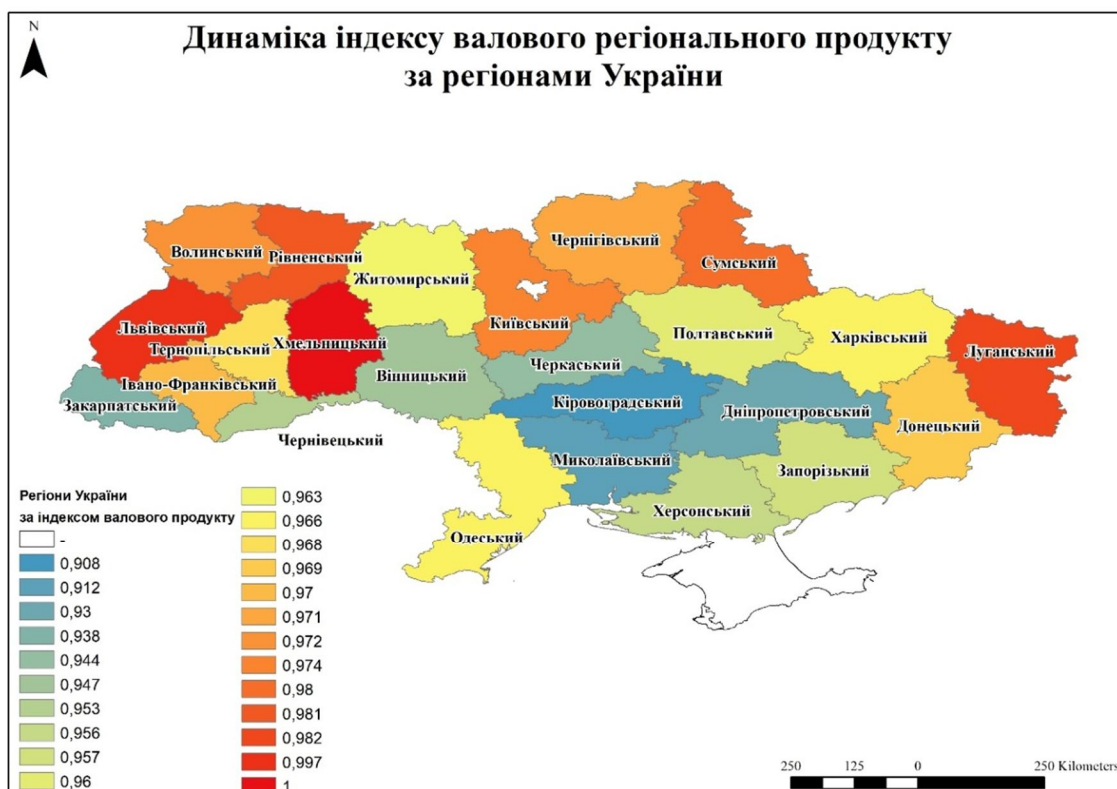 N
Динаміка індексу валового регіонального продукту
за регіонами України
Волинський
Рівненський
Житомирський
Чернігівський
Сумський
Київський
Львівський
Тернопільський
Хмельницький
Полтавський
Харківський
Луганський
Вінницький
Черкаський
Івано-Франківський
Закарпатський
Кіровоградський
Дніпропетровський
Донецький
Чернівецький
Миколаївський
Запорізький
Херсонський
Одеський
Регіони України
за індексом валового продукту
-
0,908
0,912
0,93
0,938
0,944
0,947
0,953
0,956
0,957
0,96
0,963
0,966
0,968
0,969
0,97
0,971
0,972
0,974
0,98
0,981
0,982
0,997
1
250 125 0 250 Kilometers